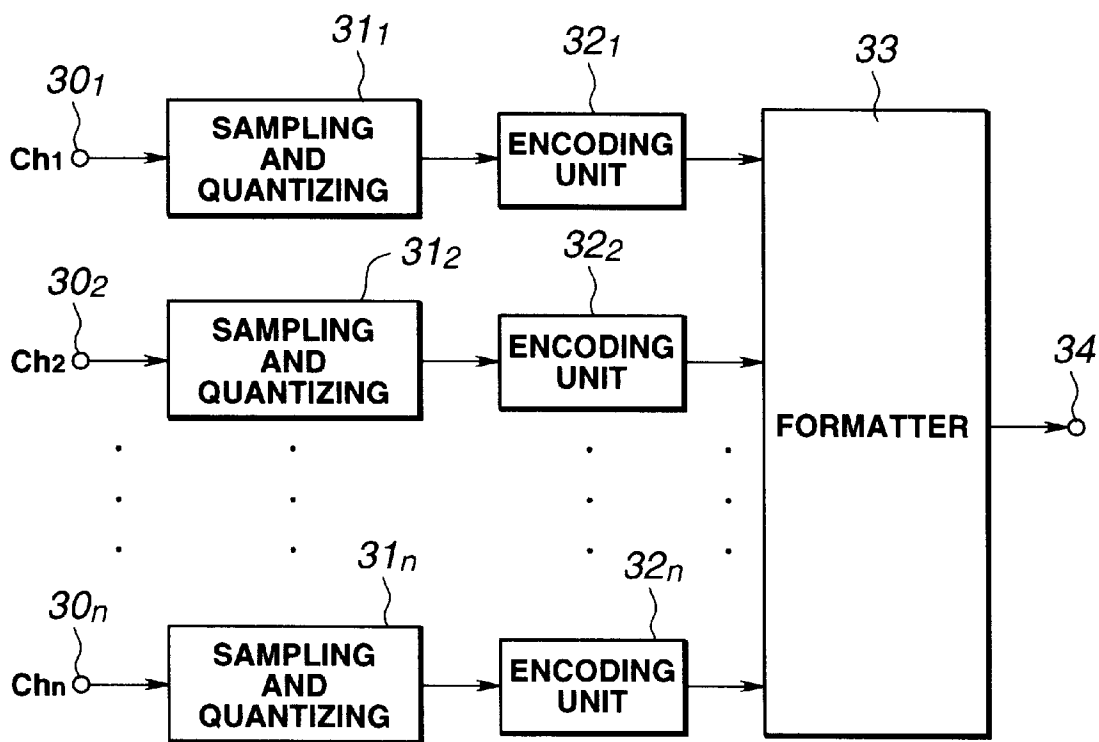 31₁
32₁
33
30₁
Ch1
SAMPLING
AND
QUANTIZING
ENCODING
UNIT
31₂
32₂
30₂
Ch2
SAMPLING
AND
QUANTIZING
ENCODING
UNIT
34
FORMATTER
31ₙ
32ₙ
30ₙ
Chn
SAMPLING
AND
QUANTIZING
ENCODING
UNIT